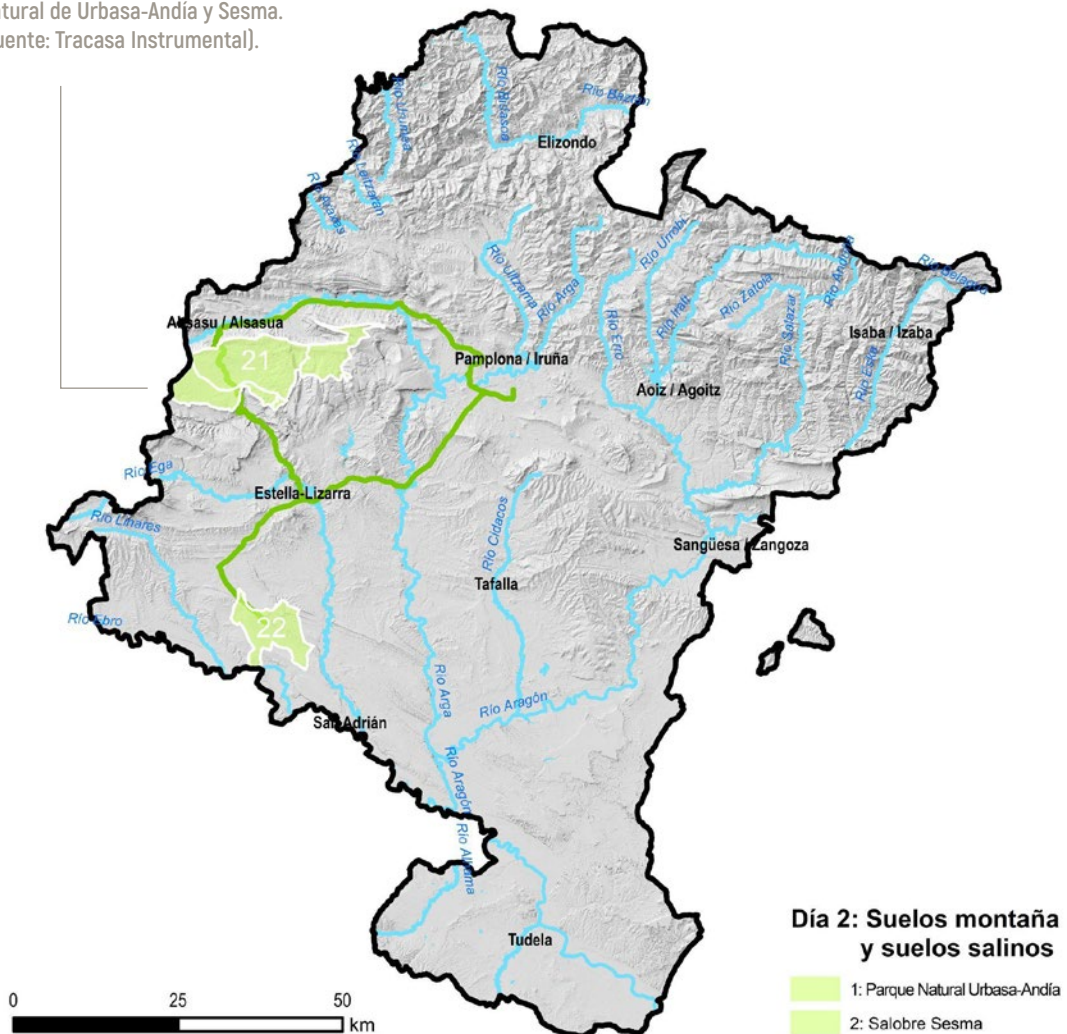 atural de Urbasa-Andía y Sesma.
uente: Tracasa Instrumental).
Río Urumea
Río Bidasoa
Río Baztan
Elizondo
Río Leitzarán
Río Araxes
Río Ultzama
Río Arga
Río Urrobi
Río Erro
Río Irati
Río Zatoia
Río Anduña
Río Salazar
Río Belagua
Isaba / Izaba
Río Eska
Altsasu / Alsasua
21
Pamplona / Iruña
Aoiz / Agoitz
Río Ega
Estella-Lizarra
Río Linares
Río Cidacos
Sangüesa / Zangoza
Tafalla
Río Ebro
22
Río Arga
Río Aragón
San Adrián
Río Aragón
Río Alhama
Tudela
Día 2: Suelos montaña
y suelos salinos
1: Parque Natural Urbasa-Andía
2: Salobre Sesma
0 25 50
km